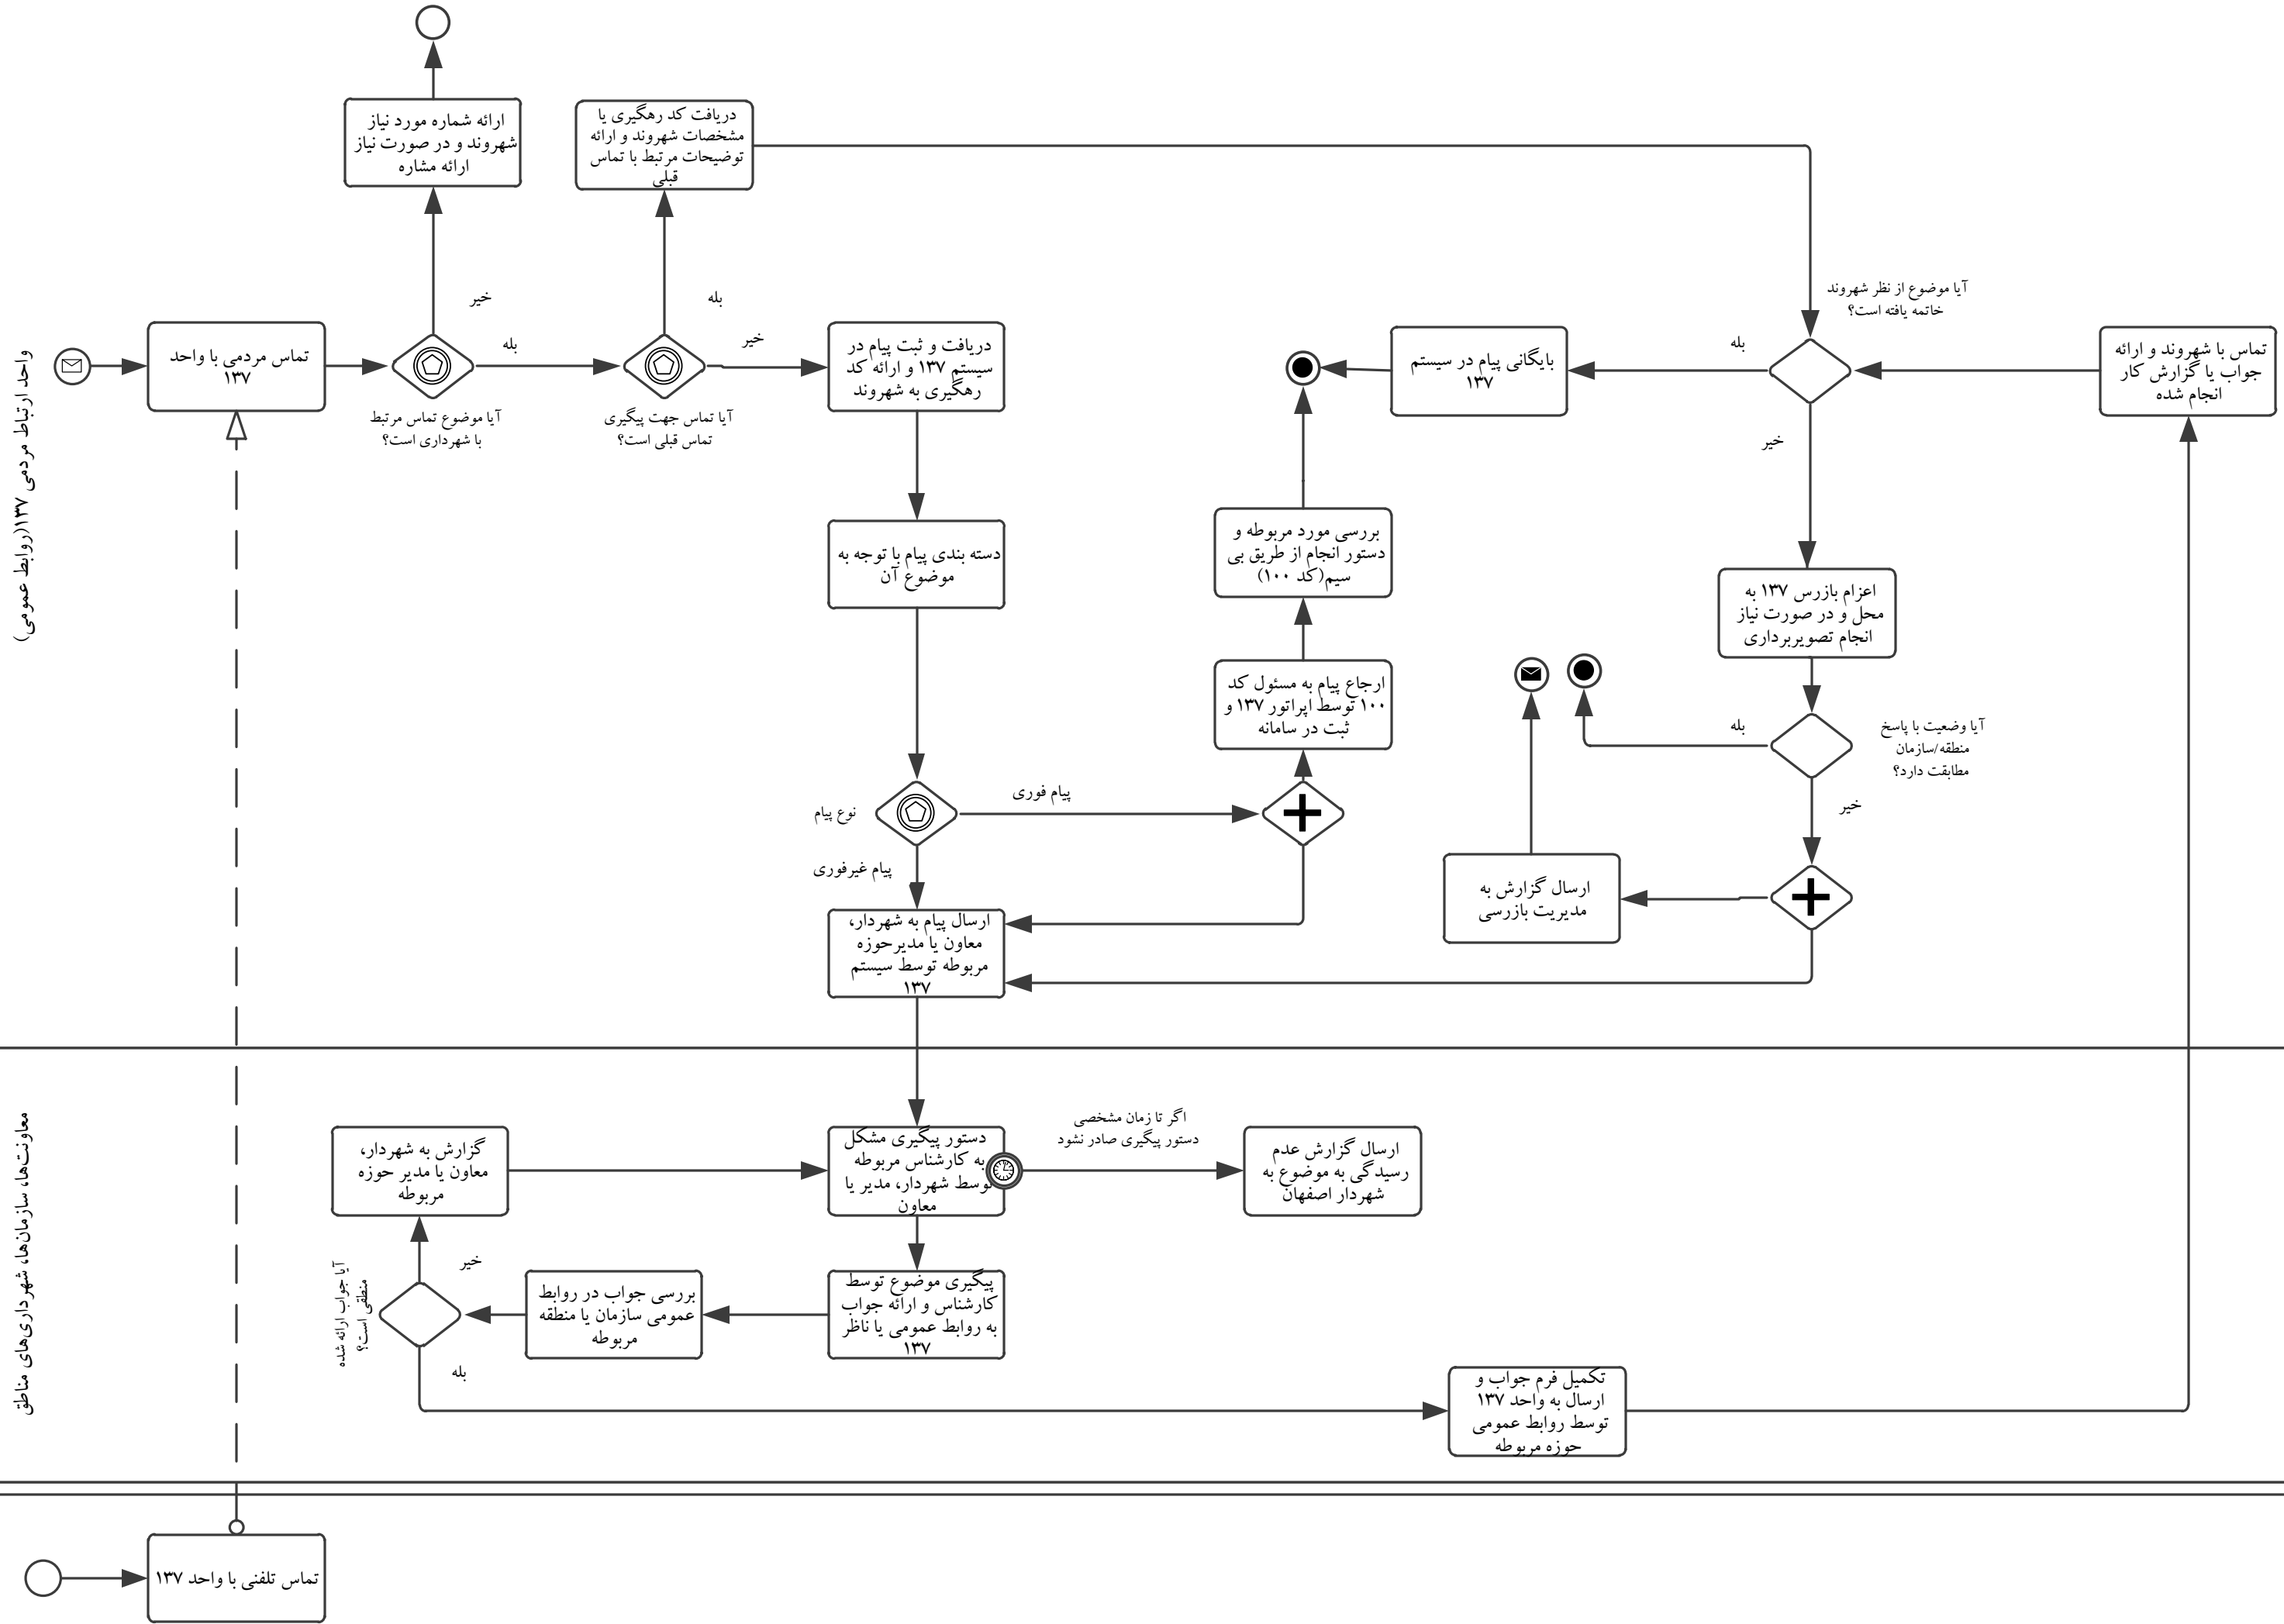 واحد ارتباط مردمی ۱۳۷(روابط عمومی)
ارائه شماره مورد نیاز
شهروند و در صورت نیاز
ارائه مشاره
دریافت کد رهگیری یا
مشخصات شهروند و ارائه
توضیحات مرتبط با تماس
قبلی
تماس مردمی با واحد
۱۳۷
خیر
بله
آیا موضوع تماس مرتبط
با شهرداری است؟
بله
خیر
آیا تماس جهت پیگیری
تماس قبلی است؟
دریافت و ثبت پیام در
سیستم ۱۳۷ و ارائه کد
رهگیری به شهروند
دسته بندی پیام با توجه به
موضوع آن
نوع پیام
پیام فوری
پیام غیرفوری
ارسال پیام به شهردار،
معاون یا مدیرحوزه
مربوطه توسط سیستم
۱۳۷
ارجاع پیام به مسئول کد
۱۰۰ توسط اپراتور ۱۳۷ و
ثبت در سامانه
بررسی مورد مربوطه و
دستور انجام از طریق بی
سیم(کد ۱۰۰)
بایگانی پیام در سیستم
۱۳۷
بله
آیا موضوع از نظر شهروند
خاتمه یافته است؟
خیر
تماس با شهروند و ارائه
جواب یا گزارش کار
انجام شده
اعزام بازرس ۱۳۷ به
محل و در صورت نیاز
انجام تصویربرداری
بله
آیا وضعیت با پاسخ
منطقه/سازمان
مطابقت دارد؟
خیر
ارسال گزارش به
مدیریت بازرسی
معاونت‌ها، سازمان‌ها، شهرداری‌های مناطق
گزارش به شهردار،
معاون یا مدیر حوزه
مربوطه
دستور پیگیری مشکل
به کارشناس مربوطه
توسط شهردار، مدیر یا
معاون
اگر تا زمان مشخصی
دستور پیگیری صادر نشود
ارسال گزارش عدم
رسیدگی به موضوع به
شهردار اصفهان
آیا جواب ارائه شده
منطقی است؟
خیر
بله
بررسی جواب در روابط
عمومی سازمان یا منطقه
مربوطه
پیگیری موضوع توسط
کارشناس و ارائه جواب
به روابط عمومی یا ناظر
۱۳۷
تکمیل فرم جواب و
ارسال به واحد ۱۳۷
توسط روابط عمومی
حوزه مربوطه
تماس تلفنی با واحد ۱۳۷